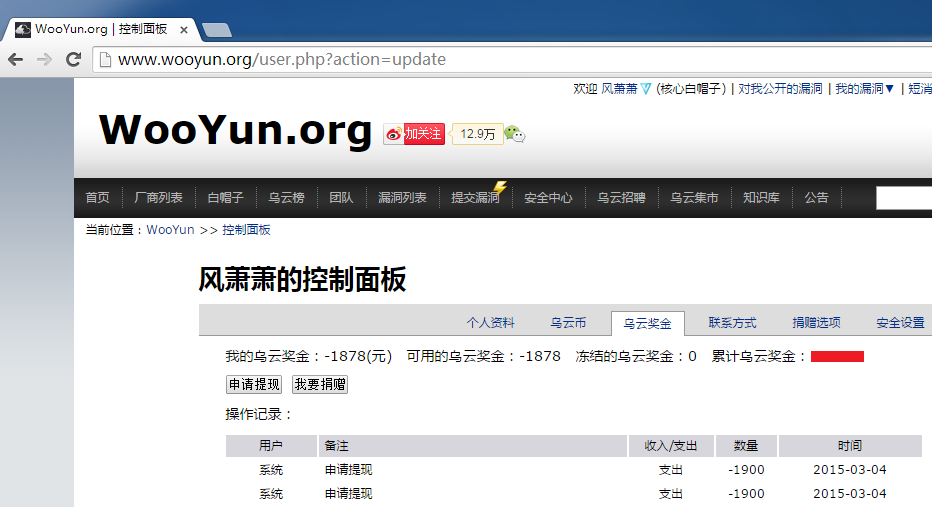 WooYun.org | 控制面板
www.wooyun.org/user.php?action=update
欢迎 风萧萧 (核心白帽子) | 对我公开的漏洞 | 我的漏洞▼ | 短消
WooYun.org 加关注 12.9万
首页 厂商列表 白帽子 乌云榜 团队 漏洞列表 提交漏洞 安全中心 乌云招聘 乌云集市 知识库 公告
当前位置：WooYun >> 控制面板
风萧萧的控制面板
个人资料 乌云币 乌云奖金 联系方式 捐赠选项 安全设置
我的乌云奖金：-1878(元) 可用的乌云奖金：-1878 冻结的乌云奖金：0 累计乌云奖金：
申请提现 我要捐赠
操作记录：
用户 备注 收入/支出 数量 时间
系统 申请提现 支出 -1900 2015-03-04
系统 申请提现 支出 -1900 2015-03-04